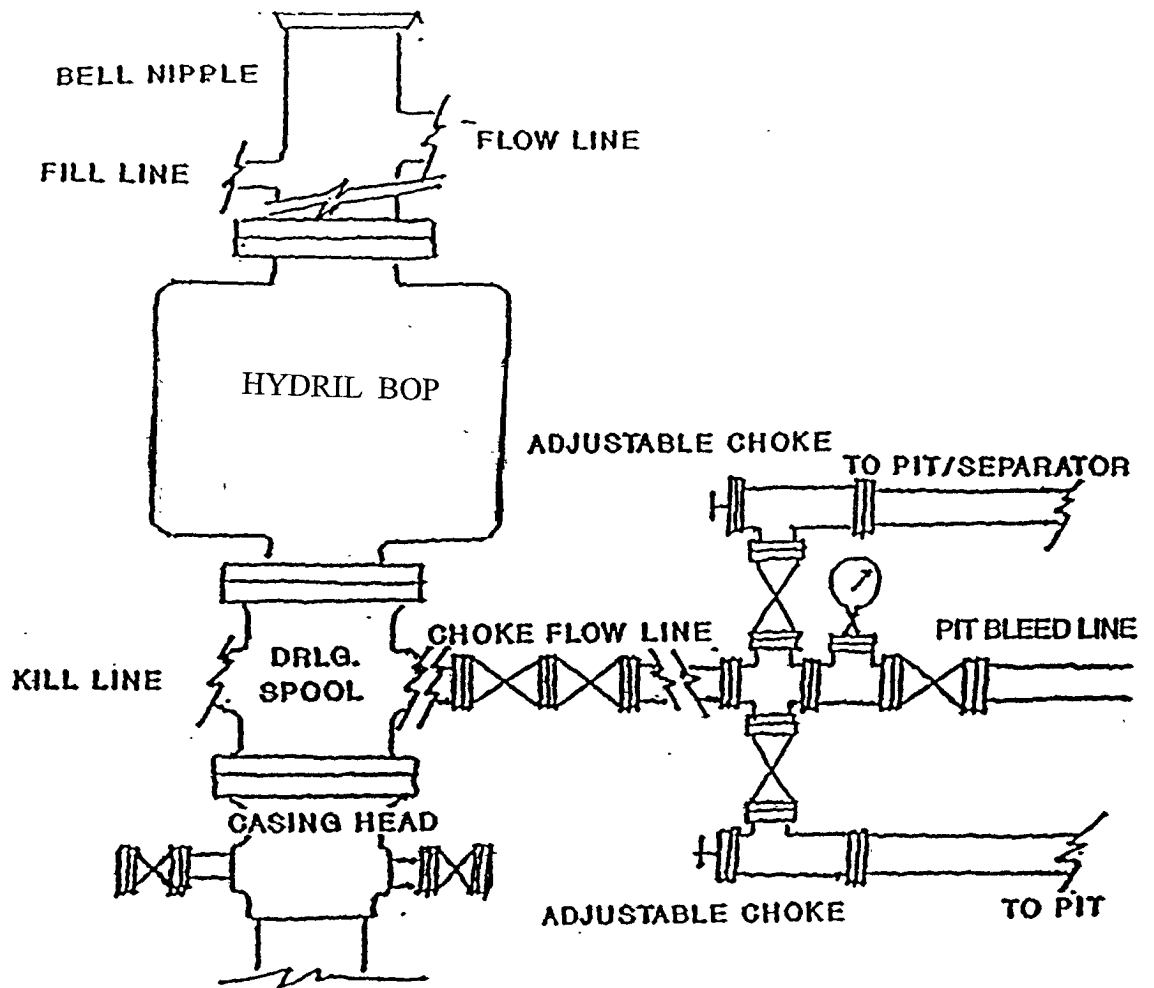 BELL NIPPLE
FLOW LINE
FILL LINE
HYDRIL BOP
ADJUSTABLE CHOKE
TO PIT/SEPARATOR
CHOKE FLOW LINE
PIT BLEED LINE
KILL LINE
DRLG.
SPOOL
CASING HEAD
ADJUSTABLE CHOKE
TO PIT